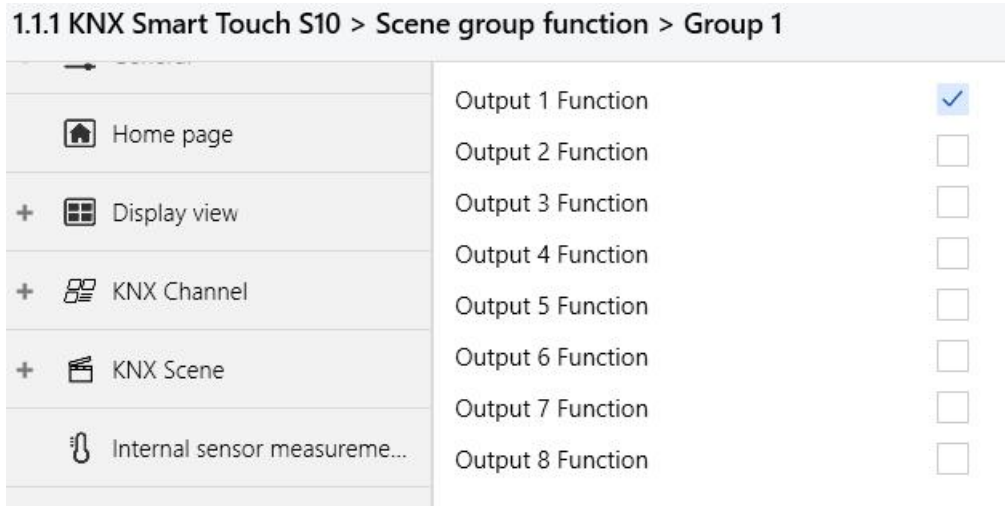 1.1.1 KNX Smart Touch S10 > Scene group function > Group 1
Home page
Display view
KNX Channel
KNX Scene
Internal sensor measureme...
Output 1 Function
Output 2 Function
Output 3 Function
Output 4 Function
Output 5 Function
Output 6 Function
Output 7 Function
Output 8 Function